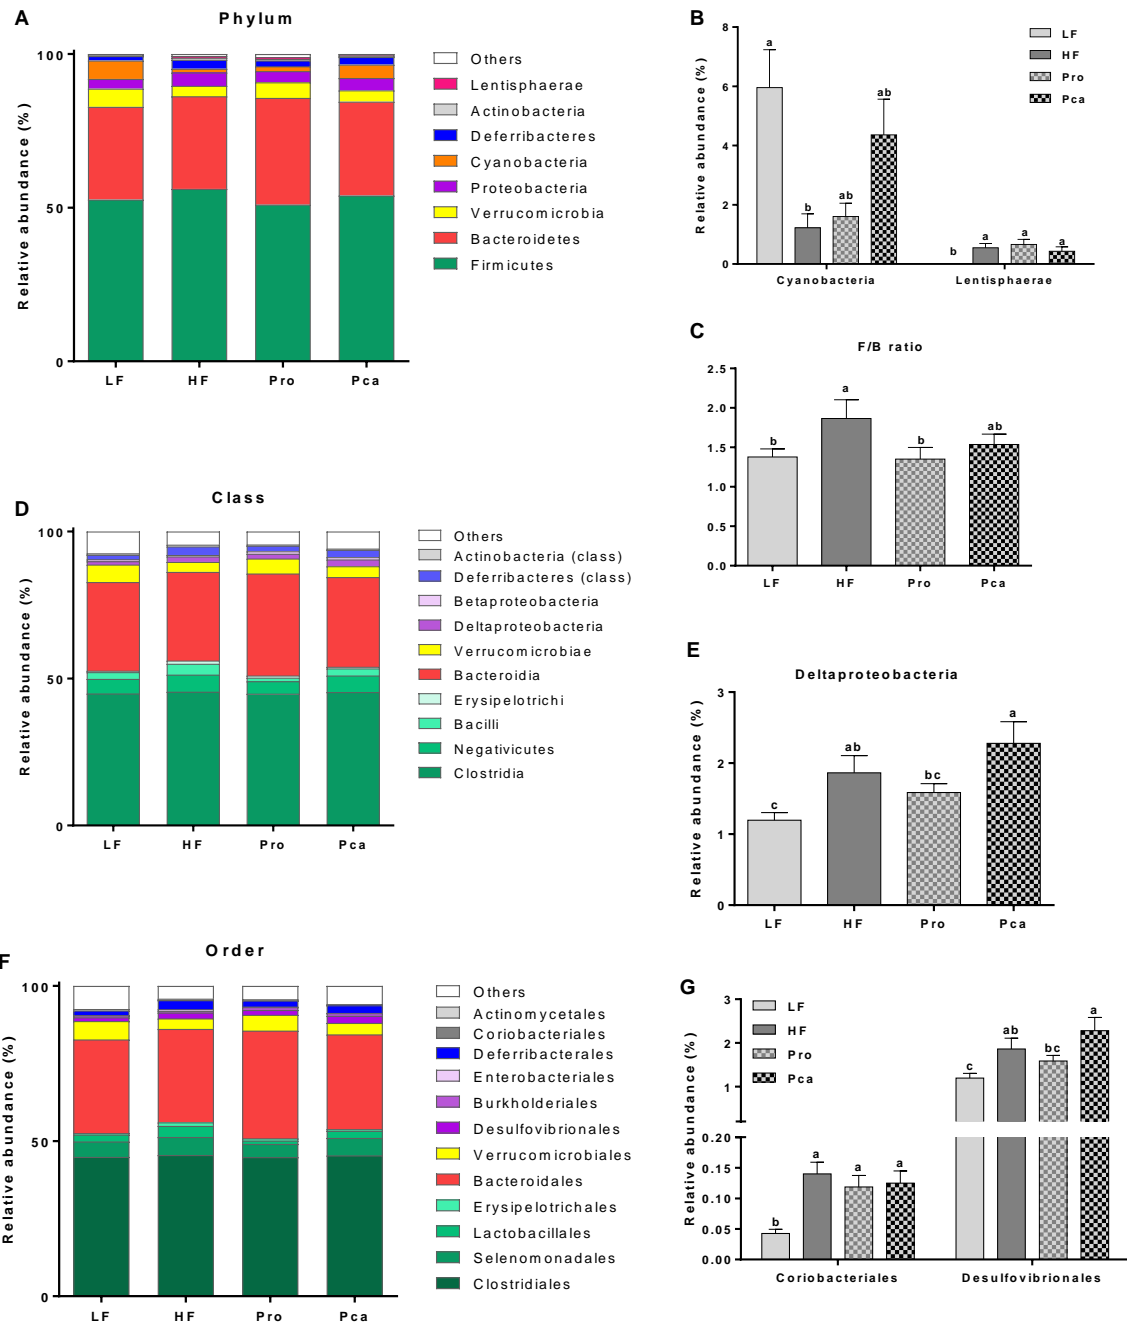 A
Phylum
Relative abundance (%)
100
50
0
LF
HF
Pro
Pca
Others
Lentisphaerae
Actinobacteria
Deferribacteres
Cyanobacteria
Proteobacteria
Verrucomicrobia
Bacteroidetes
Firmicutes
B
Relative abundance (%)
8
6
4
2
0
a
b
ab
ab
b
a
a
a
Cyanobacteria
Lentisphaerae
LF
HF
Pro
Pca
C
F/B ratio
2.5
2.0
1.5
1.0
0.5
0.0
b
a
b
ab
LF
HF
Pro
Pca
D
Class
Relative abundance (%)
100
50
0
LF
HF
Pro
Pca
Others
Actinobacteria (class)
Deferribacteres (class)
Betaproteobacteria
Deltaproteobacteria
Verrucomicrobiae
Bacteroidia
Erysipelotrichi
Bacilli
Negativicutes
Clostridia
E
Deltaproteobacteria
Relative abundance (%)
3
2
1
0
c
ab
bc
a
LF
HF
Pro
Pca
F
Order
Relative abundance (%)
100
50
0
LF
HF
Pro
Pca
Others
Actinomycetales
Coriobacteriales
Deferribacterales
Enterobacteriales
Burkholderiales
Desulfovibrionales
Verrucomicrobiales
Bacteroidales
Erysipelotrichales
Lactobacillales
Selenomonadales
Clostridiales
G
Relative abundance (%)
3
2
1
0.20
0.15
0.10
0.05
0.00
LF
HF
Pro
Pca
b
a
a
a
c
ab
bc
a
Coriobacteriales
Desulfovibrionales